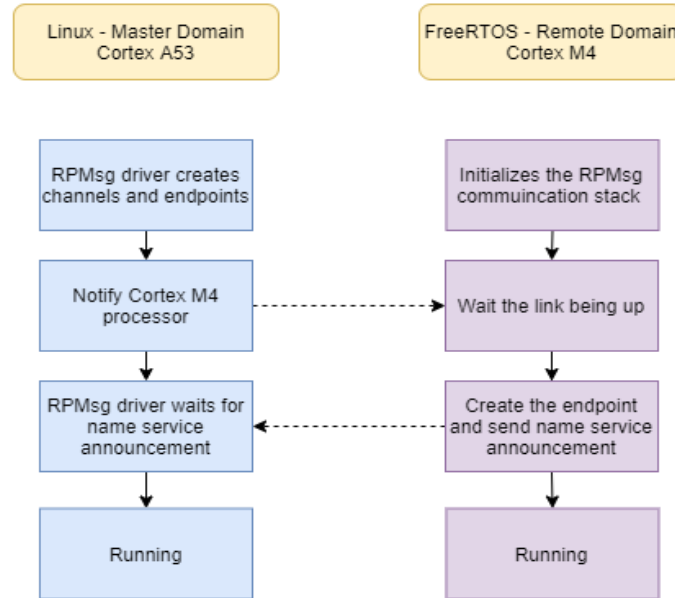 Linux - Master Domain
Cortex A53
FreeRTOS - Remote Domain
Cortex M4
RPMsg driver creates
channels and endpoints
Initializes the RPMsg
commuincation stack
Notify Cortex M4
processor
Wait the link being up
RPMsg driver waits for
name service
announcement
Create the endpoint
and send name service
announcement
Running
Running